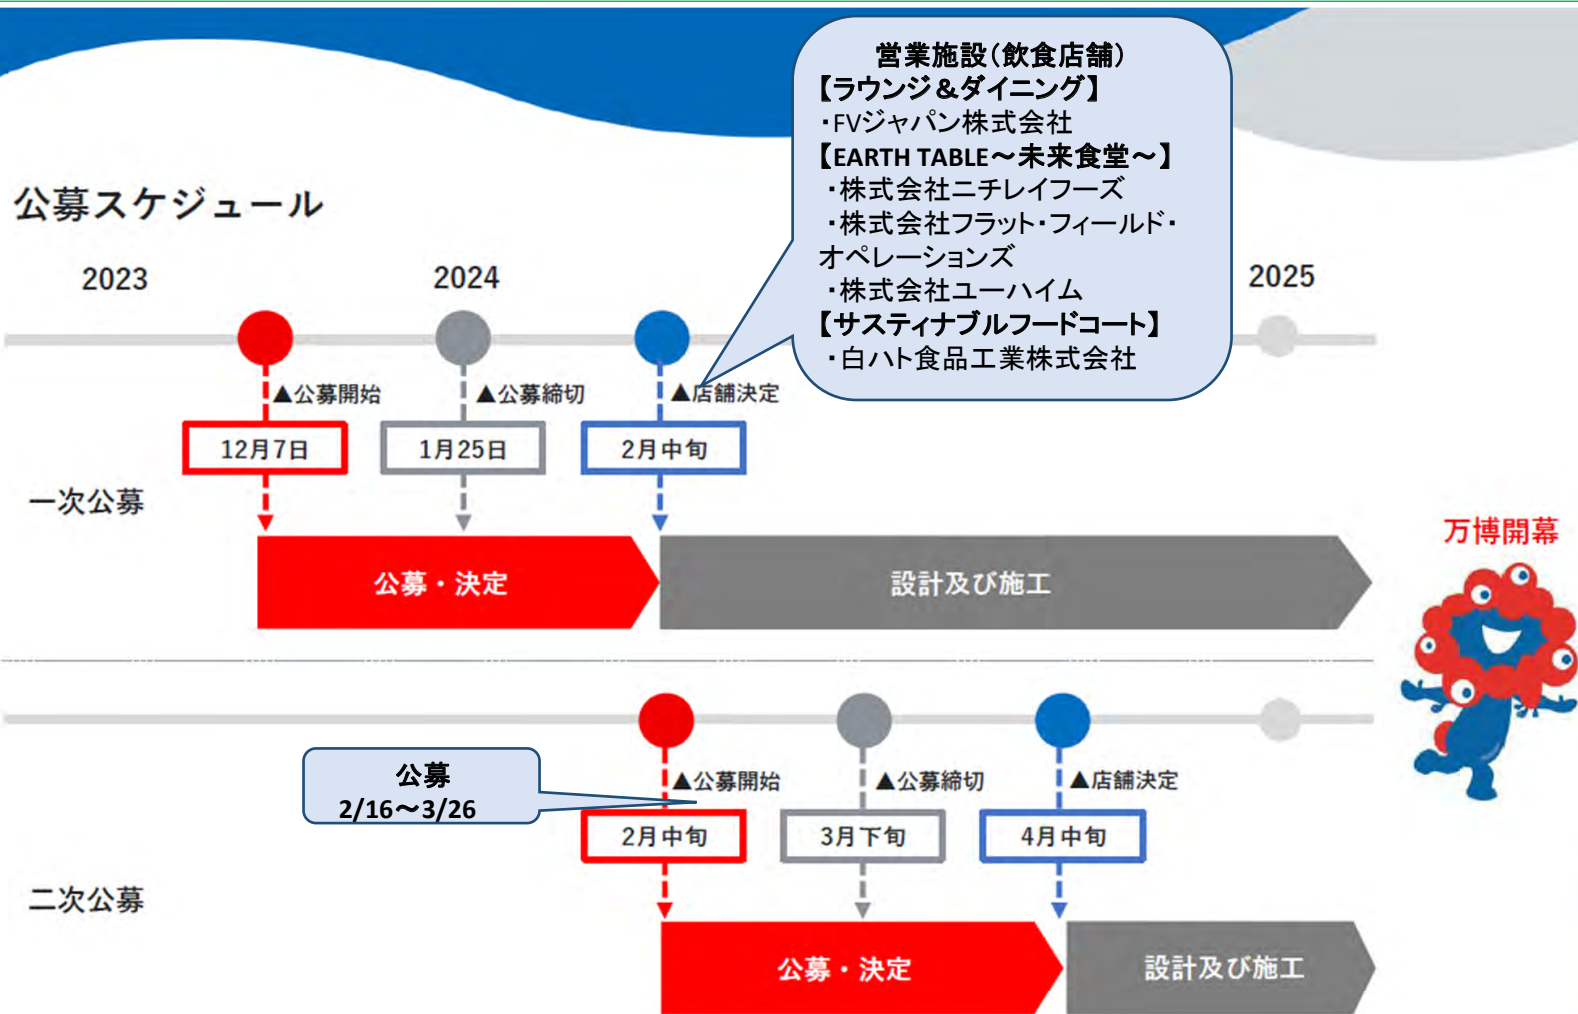 営業施設（飲食店舗）
【ラウンジ＆ダイニング】
・FVジャパン株式会社
【EARTH TABLE～未来食堂～】
・株式会社ニチレイフーズ
・株式会社フラット・フィールド・
オペレーションズ
・株式会社ユーハイム
【サスティナブルフードコート】
・白ハト食品工業株式会社
公募スケジュール
2023
2024
2025
▲公募開始
▲公募締切
▲店舗決定
12月7日
1月25日
2月中旬
一次公募
公募・決定
設計及び施工
万博開幕
公募
2/16～3/26
▲公募開始
▲公募締切
▲店舗決定
2月中旬
3月下旬
4月中旬
二次公募
公募・決定
設計及び施工